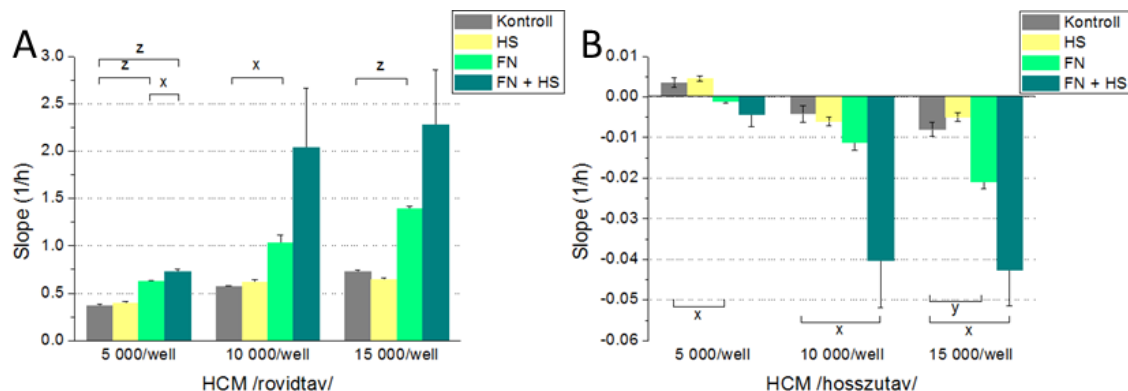 A
Kontroll
HS
FN
FN + HS
3.0
2.5
2.0
1.5
1.0
0.5
0.0
Slope (1/h)
z
z
x
x
z
5 000/well 10 000/well 15 000/well
HCM /rovidtav/
B
Kontroll
HS
FN
FN + HS
0.01
0.00
-0.01
-0.02
-0.03
-0.04
-0.05
-0.06
Slope (1/h)
x
x
y
x
5 000/well 10 000/well 15 000/well
HCM /hosszutav/